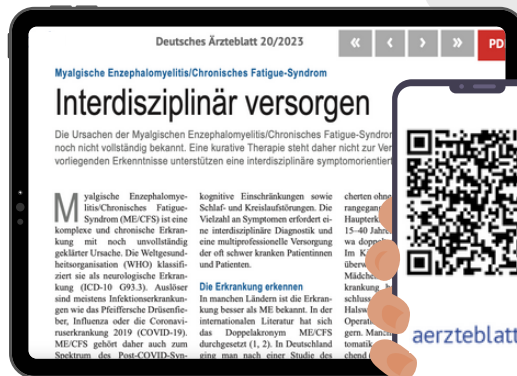 Deutsches Ärzteblatt 20/2023
PD
Myalgische Enzephalomyelitis/Chronisches Fatigue-Syndrom
Interdisziplinär versorgen
Die Ursachen der Myalgischen Enzephalomyelitis/Chronisches Fatigue-Syndrom
noch nicht vollständig bekannt. Eine kurative Therapie steht daher nicht zur Ver
vorliegenden Erkenntnisse unterstützen eine interdisziplinäre symptomorientiert
Myalgische Enzephalomye-
litis/Chronisches Fatigue-
Syndrom (ME/CFS) ist eine
komplexe und chronische Erkran-
kung mit noch unvollständig
geklärter Ursache. Die Weltgesund-
heitsorganisation (WHO) klassifi-
ziert sie als neurologische Erkran-
kung (ICD-10 G93.3). Auslöser
sind meistens Infektionserkrankun-
gen wie das Pfeiffersche Drüsenfie-
ber, Influenza oder die Coronavi-
ruserkrankung 2019 (COVID-19).
ME/CFS gehört daher auch zum
Spektrum des Post-COVID-Syn-
kognitive Einschränkungen sowie
Schlaf- und Kreislaufstörungen. Die
Vielzahl an Symptomen erfordert ei-
ne interdisziplinäre Diagnostik und
eine multiprofessionelle Versorgung
der oft schwer kranken Patientinnen
und Patienten.
Die Erkrankung erkennen
In manchen Ländern ist die Erkran-
kung besser als ME bekannt. In der
internationalen Literatur hat sich
das Doppelakronym ME/CFS
durchgesetzt (1, 2). In Deutschland
ging man nach einer Studie des
cherten ohne
rangegan
Haupterk
15–40 Jahre
wa doppe
Im K
überw
Mädche
krankung
schluss
Halsw
Operat
gern. Manch
tomatik
chend
aerzteblatt